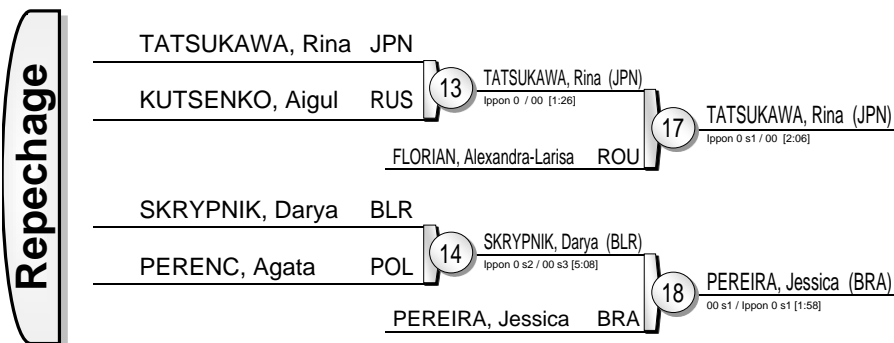 Repechage
TATSUKAWA, Rina JPN
KUTSENKO, Aigul RUS
13
TATSUKAWA, Rina (JPN)
Ippon 0 / 00 [1:26]
FLORIAN, Alexandra-Larisa ROU
17
TATSUKAWA, Rina (JPN)
Ippon 0 s1 / 00 [2:06]
SKRYPNIK, Darya BLR
PERENC, Agata POL
14
SKRYPNIK, Darya (BLR)
Ippon 0 s2 / 00 s3 [5:08]
PEREIRA, Jessica BRA
18
PEREIRA, Jessica (BRA)
00 s1 / Ippon 0 s1 [1:58]